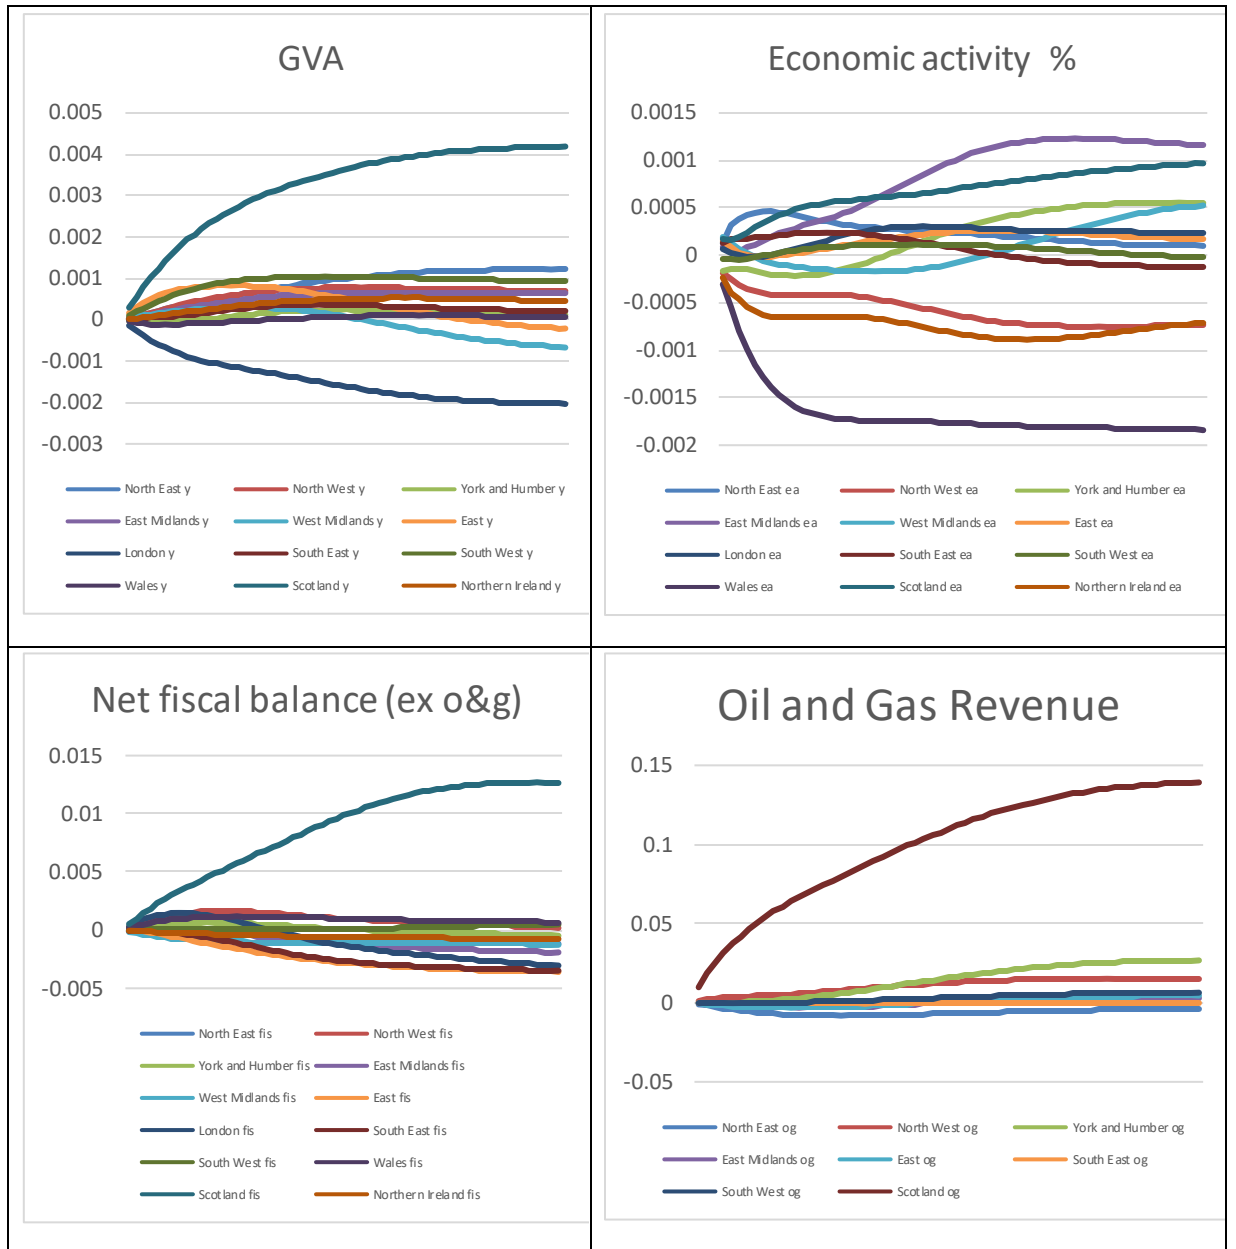 GVA
0.005
0.004
0.003
0.002
0.001
0
-0.001
-0.002
-0.003
North East y North West y York and Humber y
East Midlands y West Midlands y East y
London y South East y South West y
Wales y Scotland y Northern Ireland y
Economic activity %
0.0015
0.001
0.0005
0
-0.0005
-0.001
-0.0015
-0.002
North East ea North West ea York and Humber ea
East Midlands ea West Midlands ea East ea
London ea South East ea South West ea
Wales ea Scotland ea Northern Ireland ea
Net fiscal balance (ex o&g)
0.015
0.01
0.005
0
-0.005
North East fis North West fis
York and Humber fis East Midlands fis
West Midlands fis East fis
London fis South East fis
South West fis Wales fis
Scotland fis Northern Ireland fis
Oil and Gas Revenue
0.15
0.1
0.05
0
-0.05
North East og North West og York and Humber og
East Midlands og East og South East og
South West og Scotland og